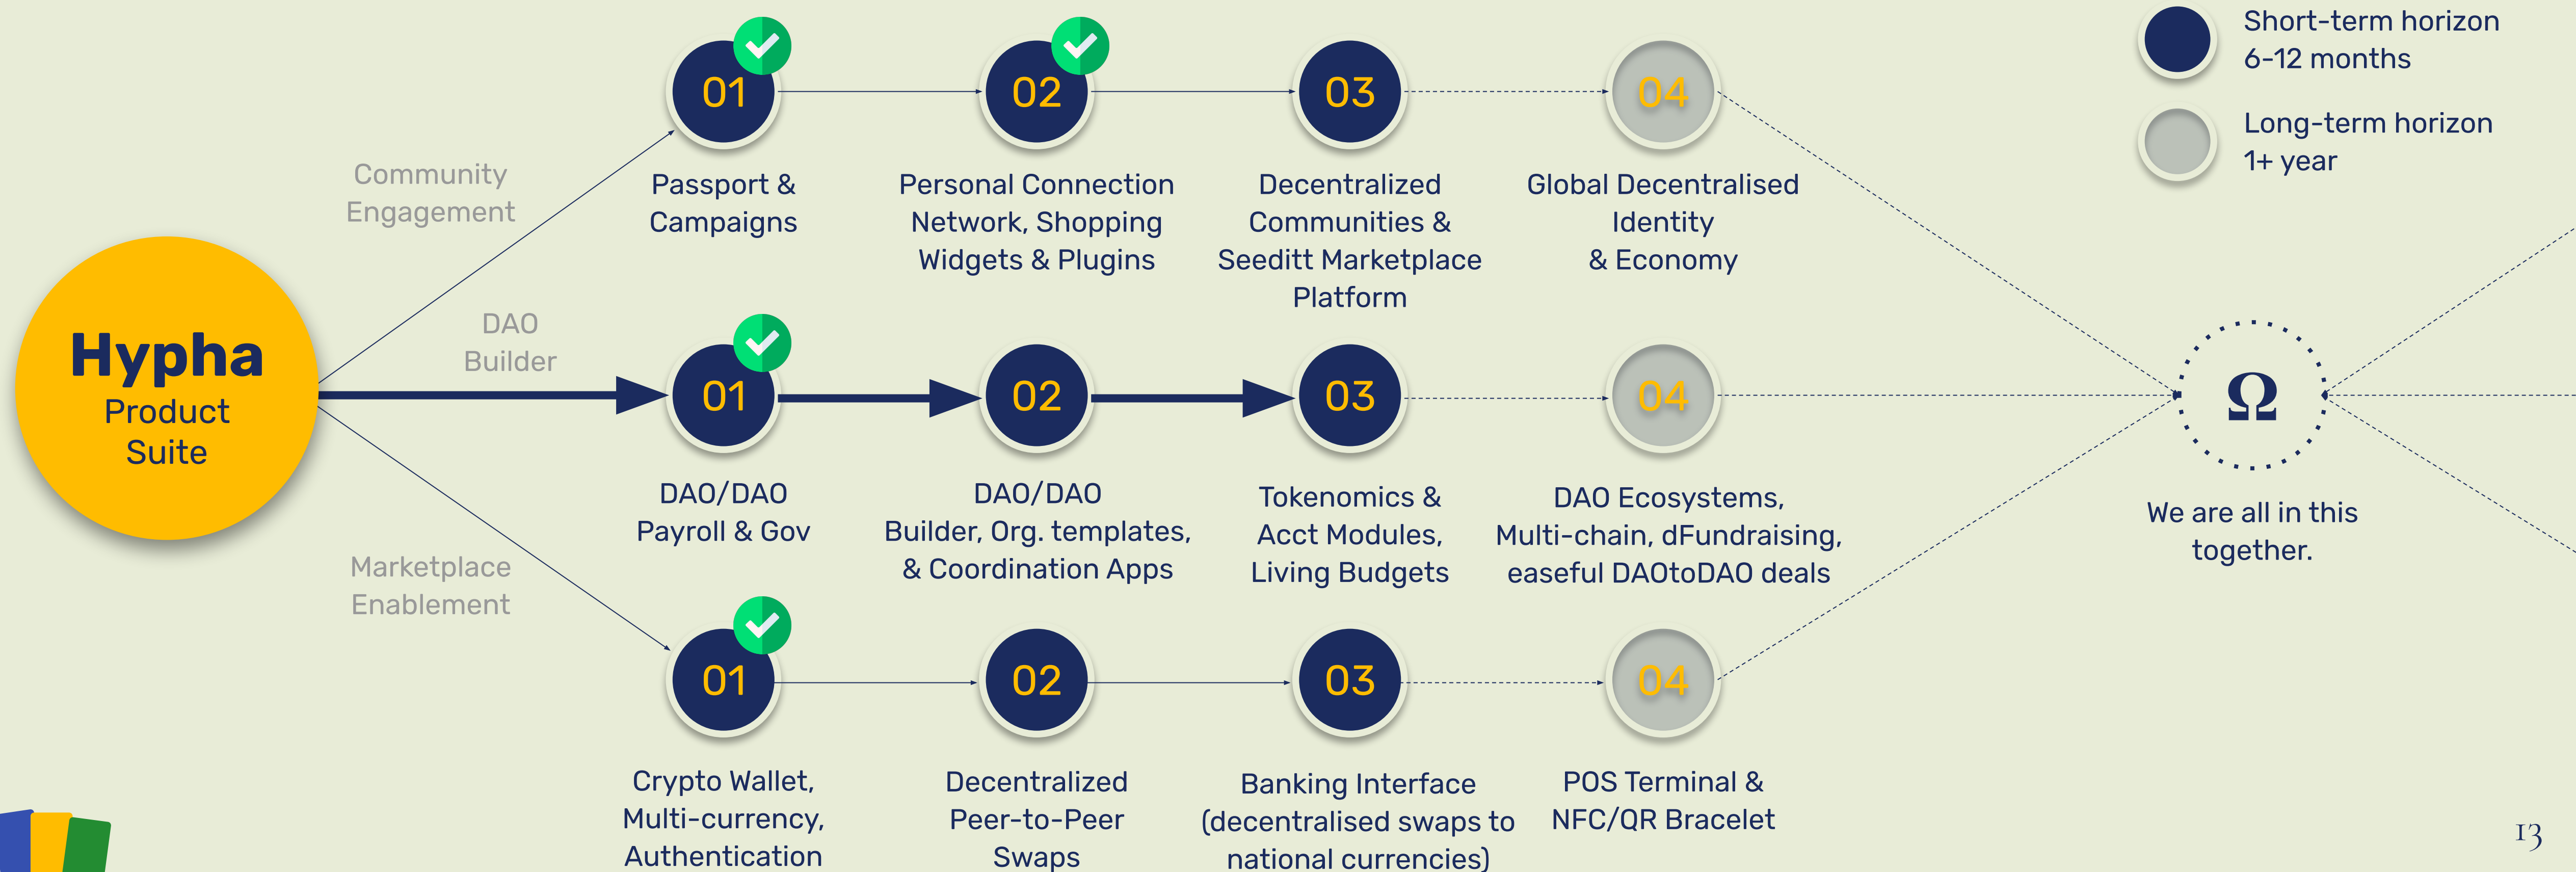 Short-term horizon
6-12 months
Long-term horizon
1+ year
Hypha
Product
Suite
Community
Engagement
01
02
03
04
Passport &
Campaigns
Personal Connection
Network, Shopping
Widgets & Plugins
Decentralized
Communities &
Seeditt Marketplace
Platform
Global Decentralised
Identity
& Economy
DAO
Builder
01
02
03
04
DAO/DAO
Payroll & Gov
DAO/DAO
Builder, Org. templates,
& Coordination Apps
Tokenomics &
Acct Modules,
Living Budgets
DAO Ecosystems,
Multi-chain, dFundraising,
easeful DAOtoDAO deals
Marketplace
Enablement
01
02
03
04
Crypto Wallet,
Multi-currency,
Authentication
Decentralized
Peer-to-Peer
Swaps
Banking Interface
(decentralised swaps to
national currencies)
POS Terminal &
NFC/QR Bracelet
Ω
We are all in this
together.
13